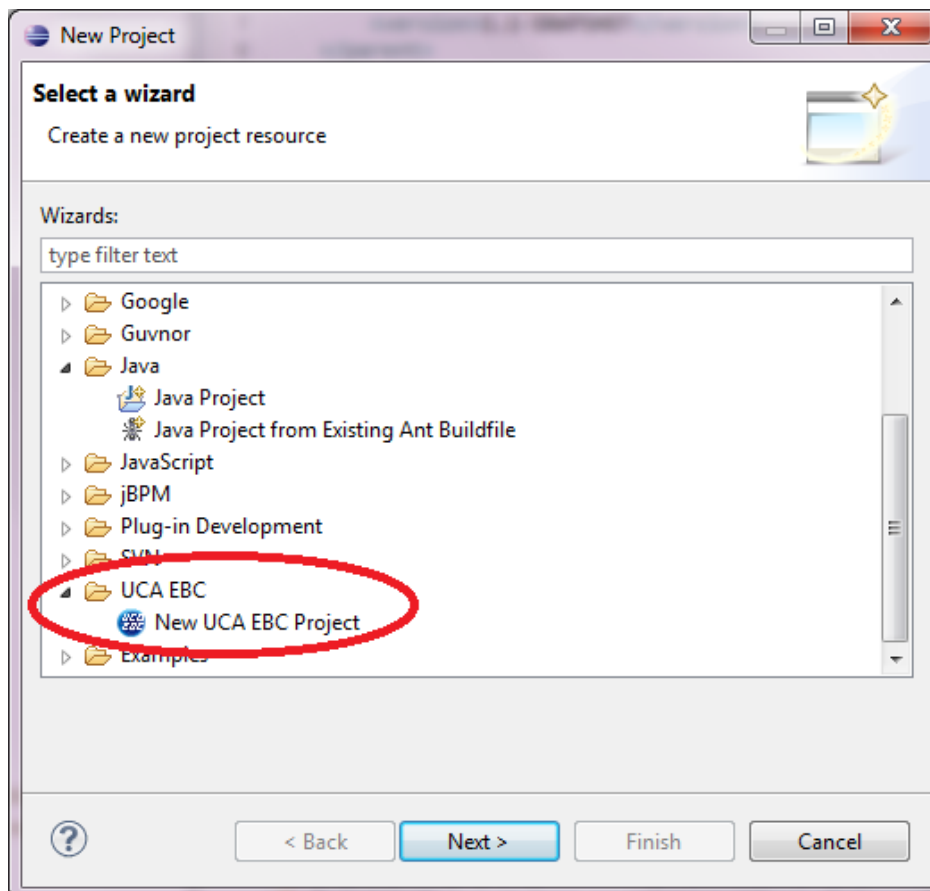 New Project
Select a wizard
Create a new project resource
Wizards:
type filter text
Google
Guvnor
Java
Java Project
Java Project from Existing Ant Buildfile
JavaScript
jBPM
Plug-in Development
SVN
UCA EBC
New UCA EBC Project
Examples
< Back
Next >
Finish
Cancel